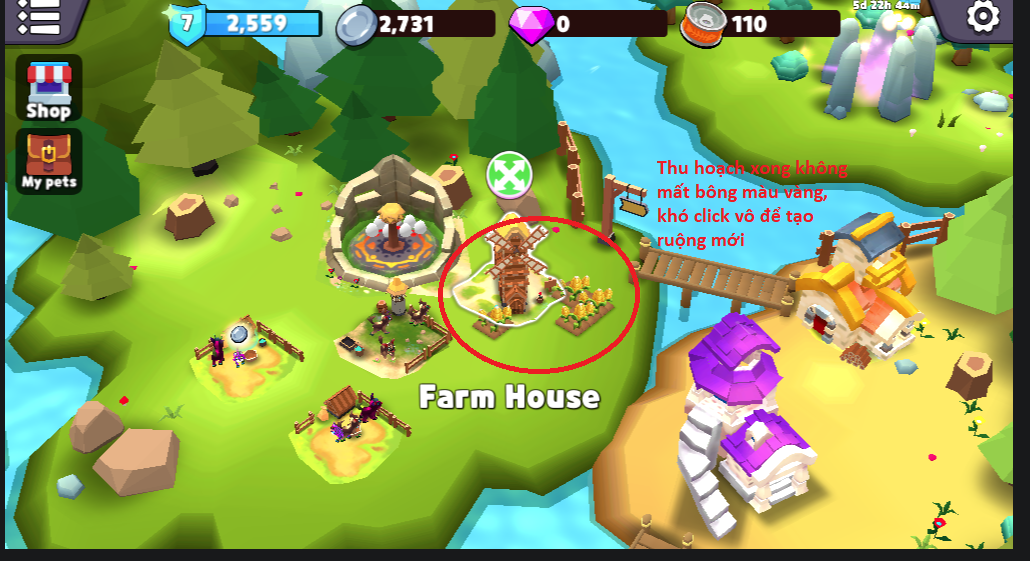 7 2,559 2,731 0 110 5d 22h 44m
Shop
My pets
Thu hoạch xong không
mất bông màu vàng,
khó click vô để tạo
ruộng mới
Farm House